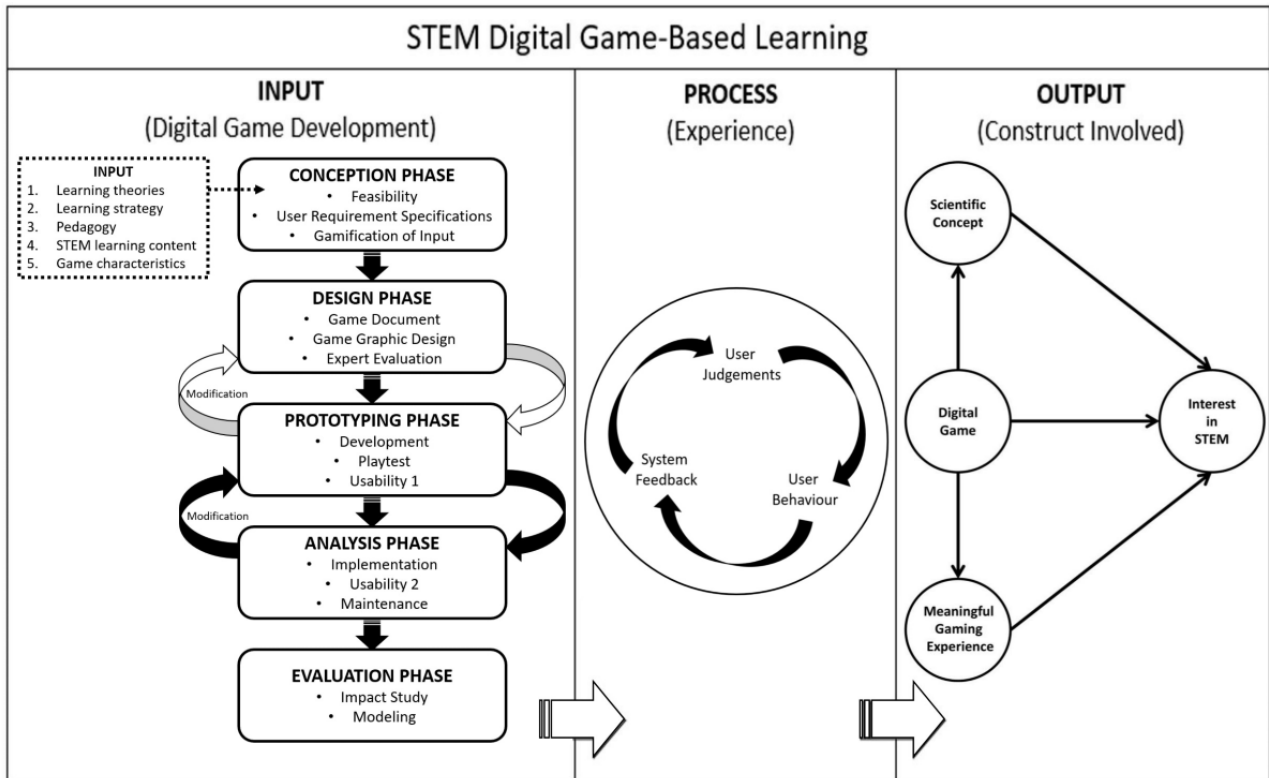 STEM Digital Game-Based Learning
INPUT
(Digital Game Development)
INPUT
1. Learning theories
2. Learning strategy
3. Pedagogy
4. STEM learning content
5. Game characteristics
CONCEPTION PHASE
• Feasibility
• User Requirement Specifications
• Gamification of Input
DESIGN PHASE
• Game Document
• Game Graphic Design
• Expert Evaluation
Modification
PROTOTYPING PHASE
• Development
• Playtest
• Usability 1
Modification
ANALYSIS PHASE
• Implementation
• Usability 2
• Maintenance
EVALUATION PHASE
• Impact Study
• Modeling
PROCESS
(Experience)
User
Judgements
User
Behaviour
System
Feedback
OUTPUT
(Construct Involved)
Scientific
Concept
Digital
Game
Interest
in
STEM
Meaningful
Gaming
Experience